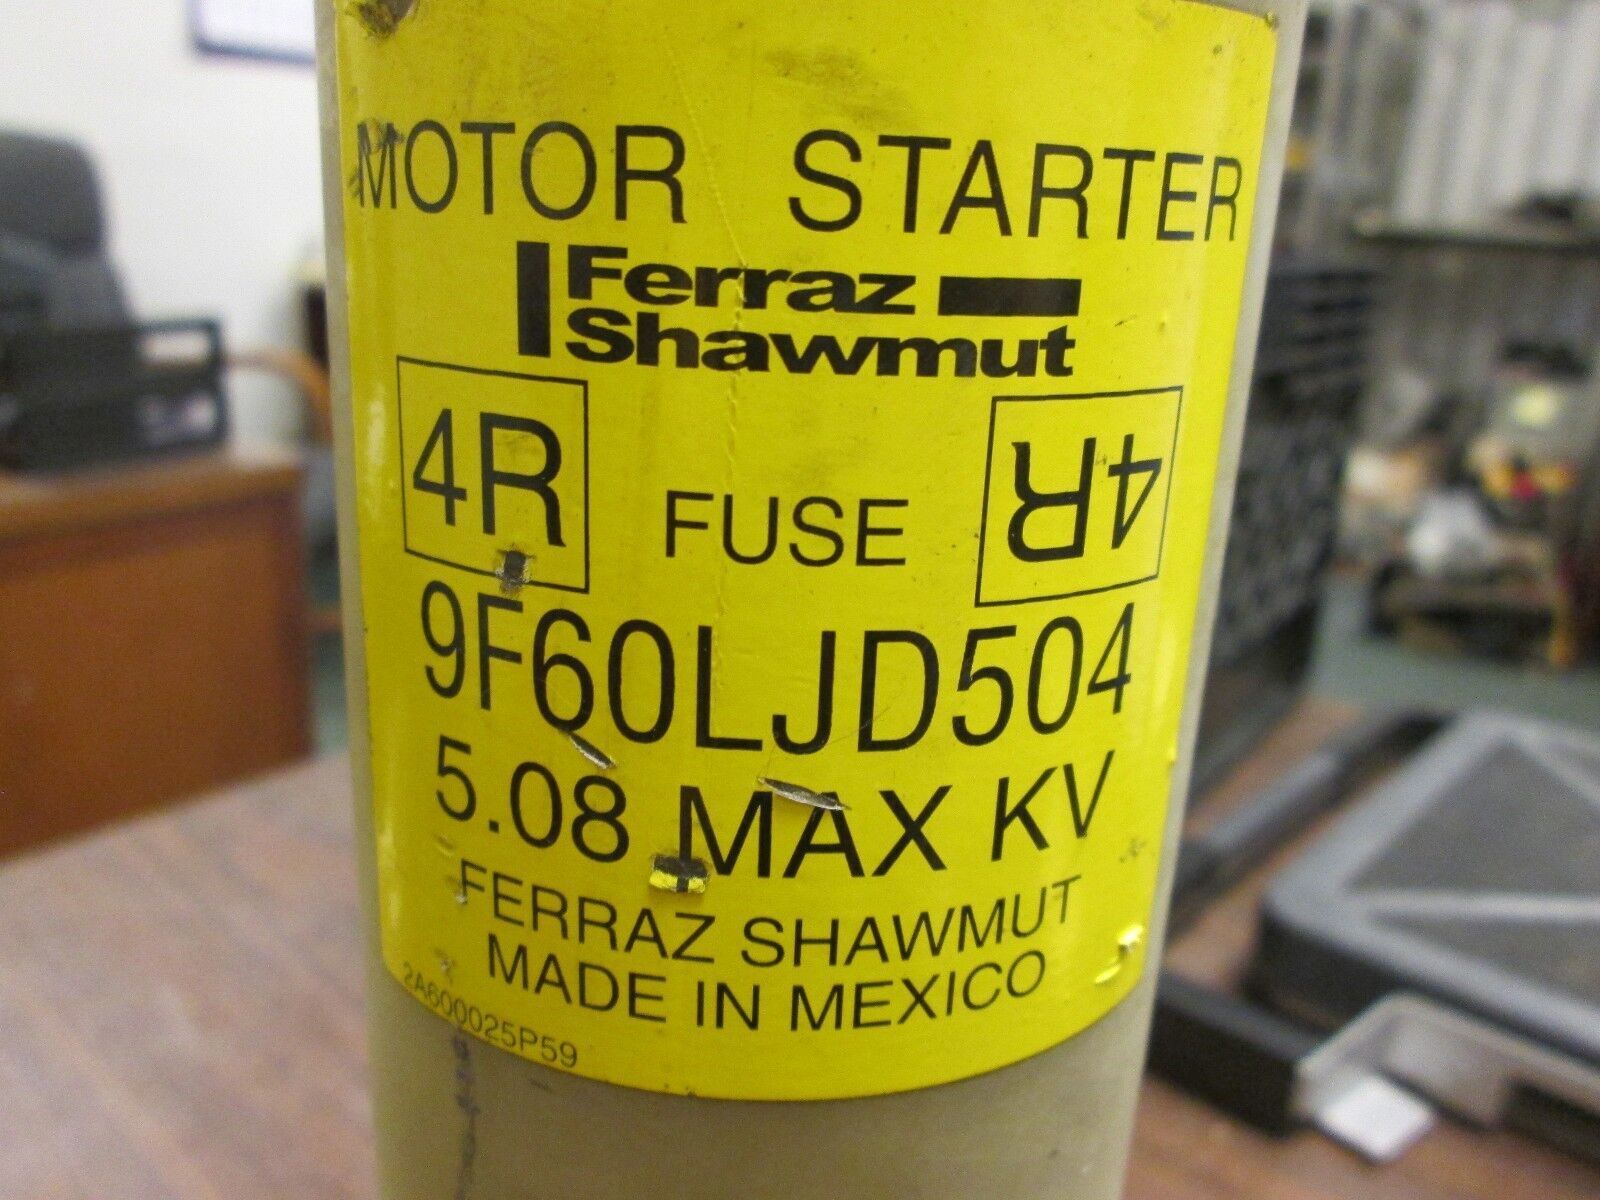 MOTOR STARTER
Ferraz
Shawmut
4R FUSE 4R
9F60LJD504
5.08 MAX KV
FERRAZ SHAWMUT
MADE IN MEXICO
2A600025P59